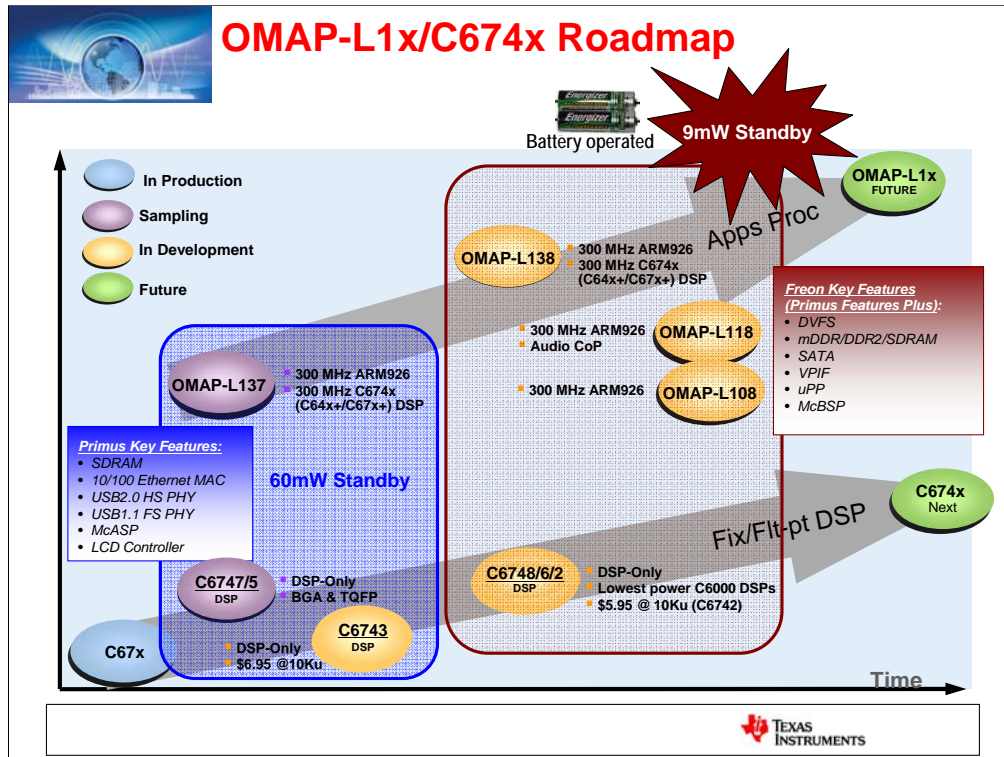 OMAP-L1x/C674x Roadmap
Energizer
Energizer
Battery operated
9mW Standby
In Production
Sampling
In Development
Future
OMAP-L1x
FUTURE
Apps Proc
OMAP-L138
300 MHz ARM926
300 MHz C674x
(C64x+/C67x+) DSP
300 MHz ARM926
Audio CoP
OMAP-L118
300 MHz ARM926
OMAP-L108
Freon Key Features
(Primus Features Plus):
• DVFS
• mDDR/DDR2/SDRAM
• SATA
• VPIF
• uPP
• McBSP
OMAP-L137
300 MHz ARM926
300 MHz C674x
(C64x+/C67x+) DSP
Primus Key Features:
• SDRAM
• 10/100 Ethernet MAC
• USB2.0 HS PHY
• USB1.1 FS PHY
• McASP
• LCD Controller
60mW Standby
C674x
Next
Fix/Flt-pt DSP
C6747/5
DSP
DSP-Only
BGA & TQFP
C6748/6/2
DSP
DSP-Only
Lowest power C6000 DSPs
$5.95 @ 10Ku (C6742)
C67x
DSP-Only
$6.95 @10Ku
C6743
DSP
Time
TEXAS
INSTRUMENTS